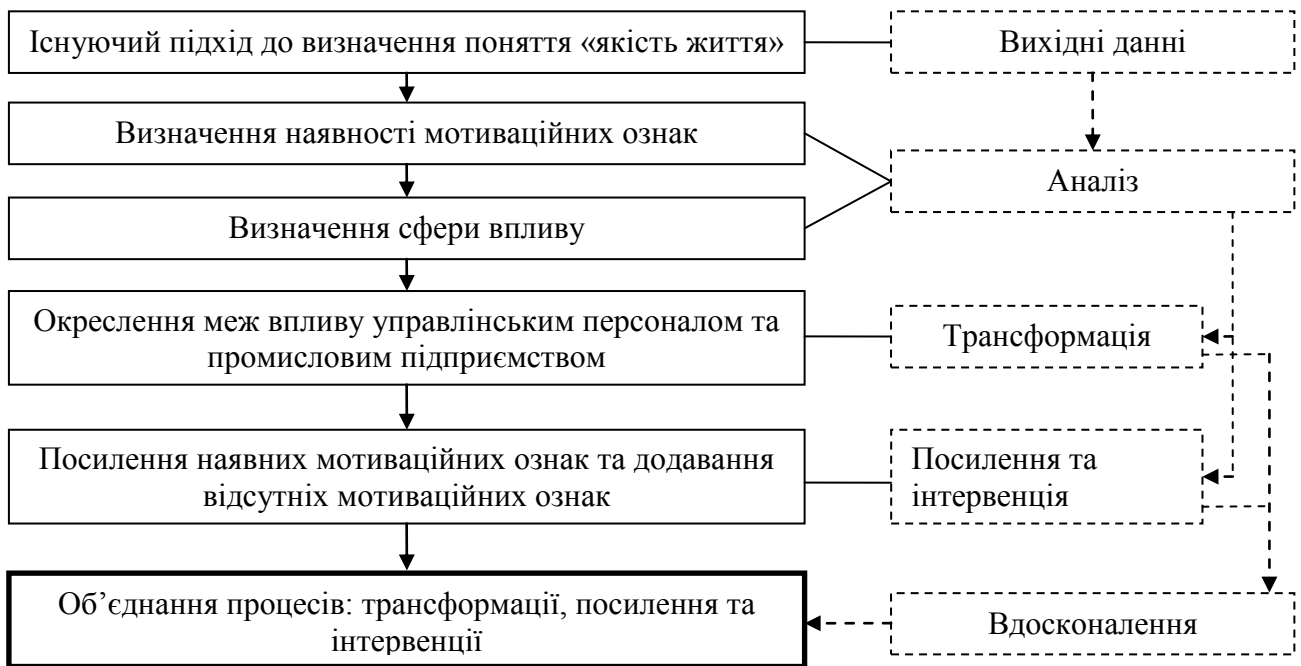 Існуючий підхід до визначення поняття «якість життя»
Вихідні данні
Визначення наявності мотиваційних ознак
Аналіз
Визначення сфери впливу
Окреслення меж впливу управлінським персоналом та
промисловим підприємством
Трансформація
Посилення наявних мотиваційних ознак та додавання
відсутніх мотиваційних ознак
Посилення та
інтервенція
Об’єднання процесів: трансформації, посилення та
інтервенції
Вдосконалення